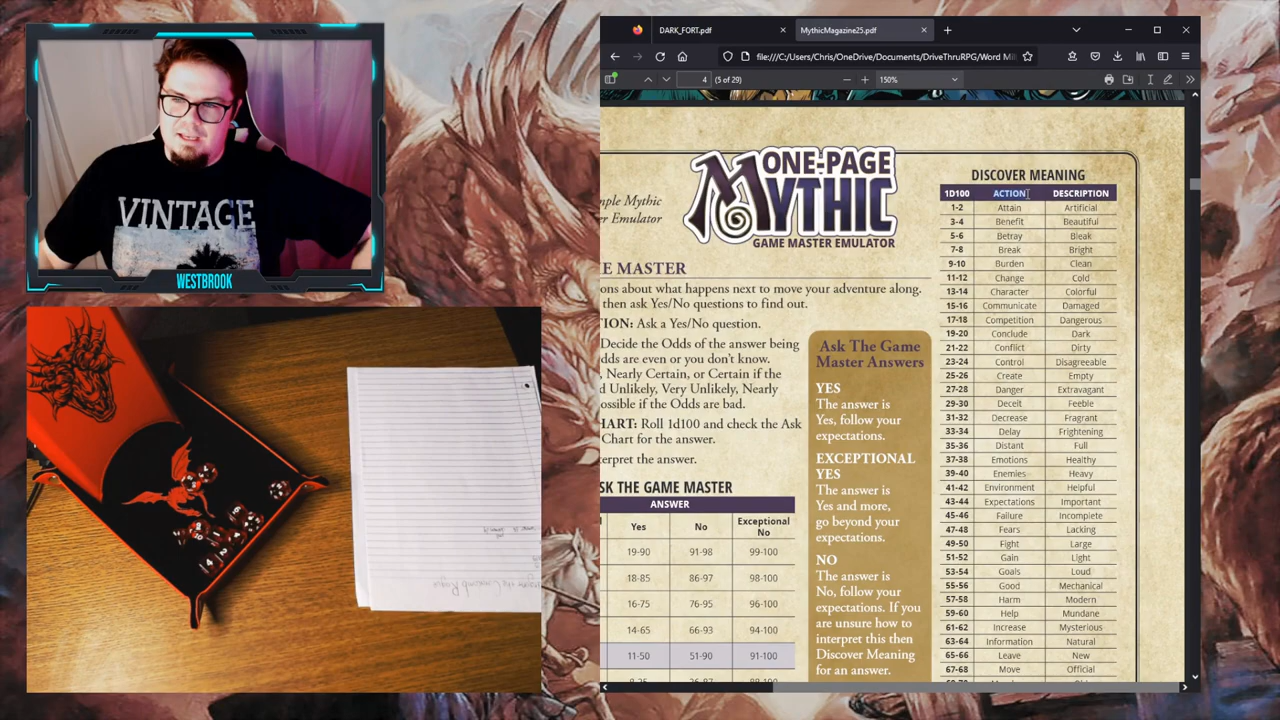 VINTAGE
WESTBROOK
DARK_FORT.pdf
MythicMagazine25.pdf
file:///C:/Users/Chris/OneDrive/Documents/DriveThruRPG/Word Mil
4
(5 of 29)
150%
ONE-PAGE
MYTHIC
GAME MASTER EMULATOR
mple Mythic
er Emulator
E MASTER
ons about what happens next to move your adventure along.
then ask Yes/No questions to find out.
TION: Ask a Yes/No question.
Decide the Odds of the answer being
dds are even or you don't know.
, Nearly Certain, or Certain if the
d Unlikely, Very Unlikely, Nearly
ossible if the Odds are bad.
HART: Roll 1d100 and check the Ask
Chart for the answer.
terpret the answer.
SK THE GAME MASTER
ANSWER
Yes No Exceptional No
19-90 91-98 99-100
18-85 86-97 98-100
16-75 76-95 96-100
14-65 66-93 94-100
11-50 51-90 91-100
Ask The Game
Master Answers
YES
The answer is
Yes, follow your
expectations.
EXCEPTIONAL
YES
The answer is
Yes and more,
go beyond your
expectations.
NO
The answer is
No, follow your
expectations. If you
are unsure how to
interpret this then
Discover Meaning
for an answer.
DISCOVER MEANING
1D100 ACTION DESCRIPTION
1-2 Attain Artificial
3-4 Benefit Beautiful
5-6 Betray Bleak
7-8 Break Bright
9-10 Burden Clean
11-12 Change Cold
13-14 Character Colorful
15-16 Communicate Damaged
17-18 Competition Dangerous
19-20 Conclude Dark
21-22 Conflict Dirty
23-24 Control Disagreeable
25-26 Create Empty
27-28 Danger Extravagant
29-30 Deceit Feeble
31-32 Decrease Fragrant
33-34 Delay Frightening
35-36 Distant Full
37-38 Emotions Healthy
39-40 Enemies Heavy
41-42 Environment Helpful
43-44 Expectations Important
45-46 Failure Incomplete
47-48 Fears Lacking
49-50 Fight Large
51-52 Gain Light
53-54 Goals Loud
55-56 Good Mechanical
57-58 Harm Modern
59-60 Help Mundane
61-62 Increase Mysterious
63-64 Information Natural
65-66 Leave New
67-68 Move Official